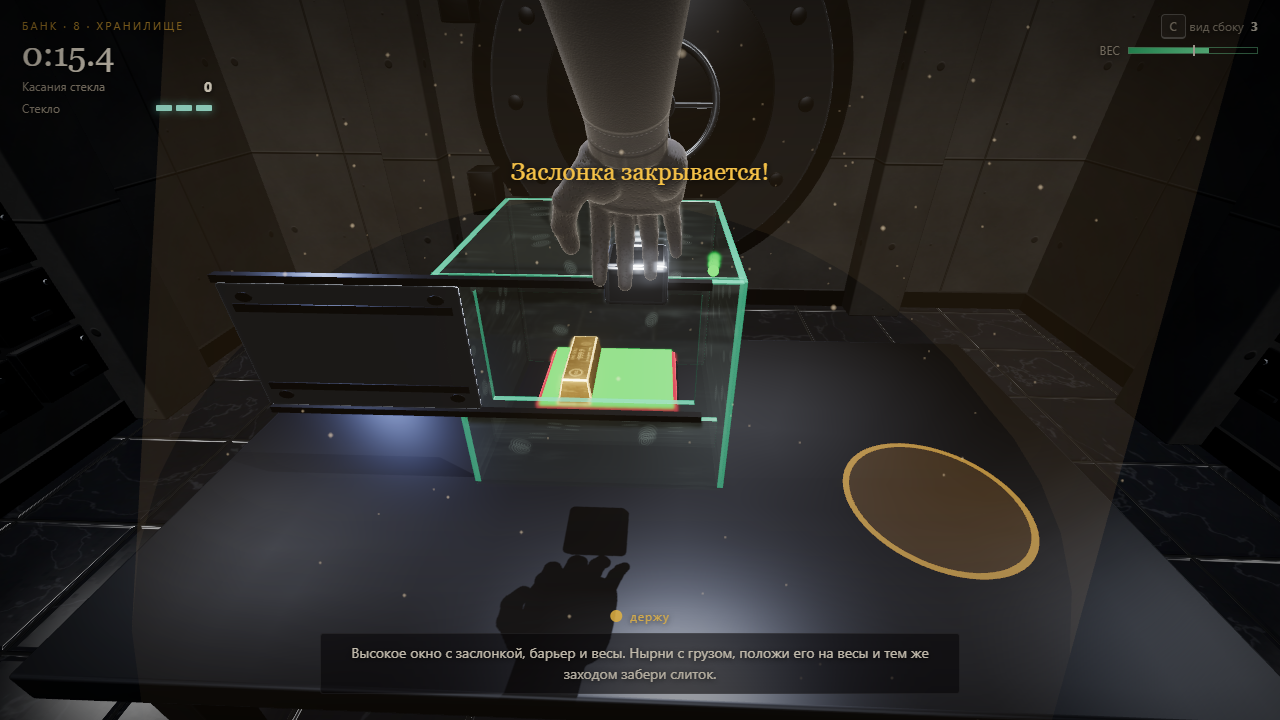 БАНК · 8 · ХРАНИЛИЩЕ
0:15.4
Касания стекла 0
Стекло
C вид сбоку 3
ВЕС
Заслонка закрывается!
держу
Высокое окно с заслонкой, барьер и весы. Нырни с грузом, положи его на весы и тем же
заходом забери слиток.